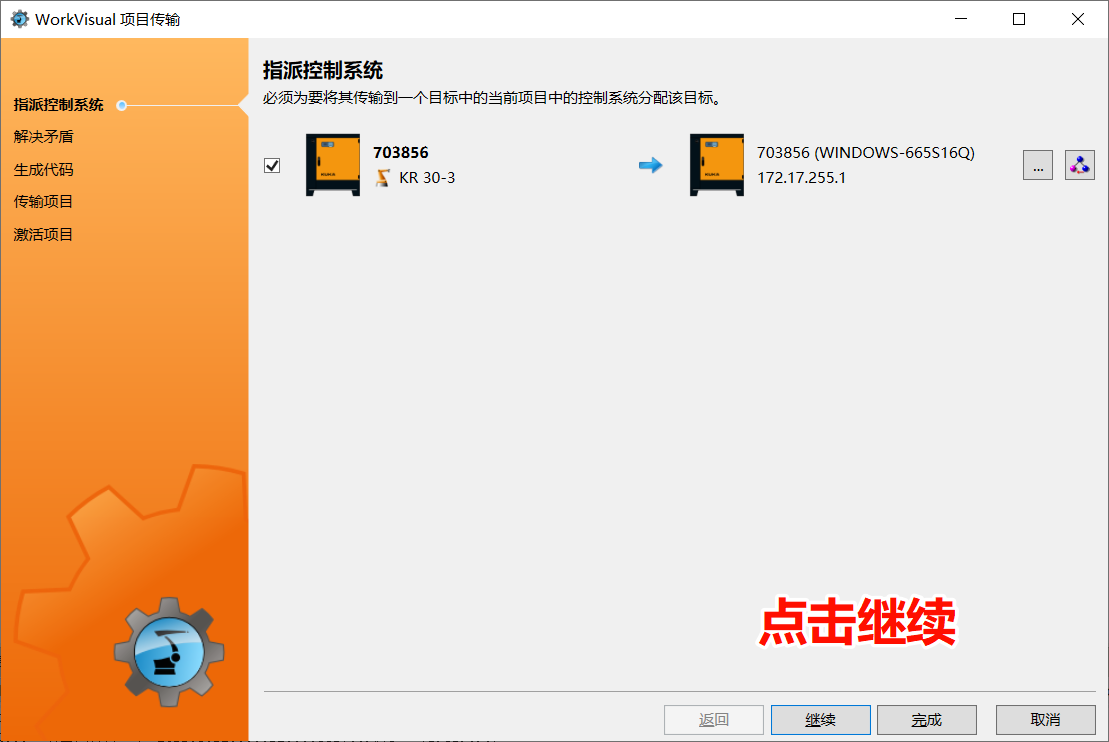 WorkVisual 项目传输
指派控制系统
解决矛盾
生成代码
传输项目
激活项目
指派控制系统
必须为要将其传输到一个目标中的当前项目中的控制系统分配该目标。
703856
KR 30-3
703856 (WINDOWS-665S16Q)
172.17.255.1
...
点击继续
返回
继续
完成
取消